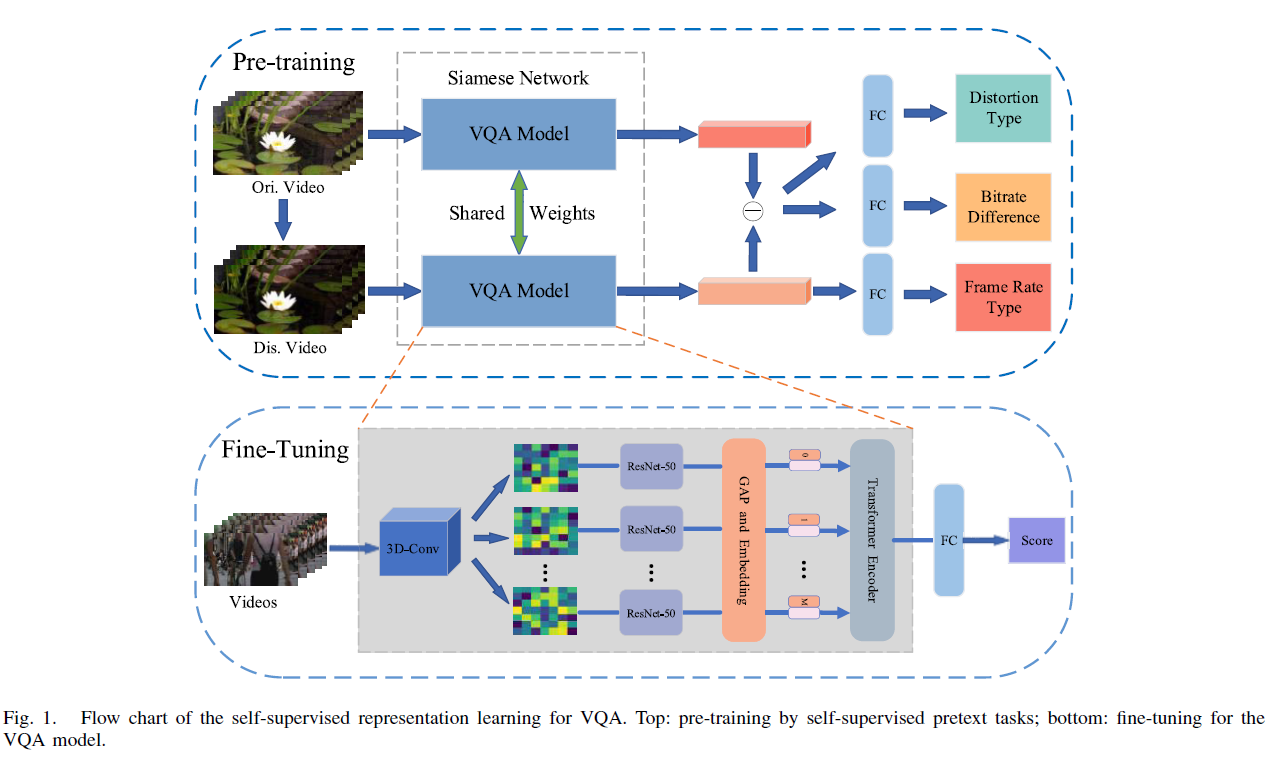 Pre-training
Siamese Network
VQA Model
FC
Distortion
Type
Ori. Video
Shared Weights
FC
Bitrate
Difference
VQA Model
FC
Frame Rate
Type
Dis. Video
Fine-Tuning
3D-Conv
ResNet-50
ResNet-50
ResNet-50
GAP and Embedding
0
1
M
Transformer Encoder
FC
Score
Videos
Fig. 1. Flow chart of the self-supervised representation learning for VQA. Top: pre-training by self-supervised pretext tasks; bottom: fine-tuning for the
VQA model.